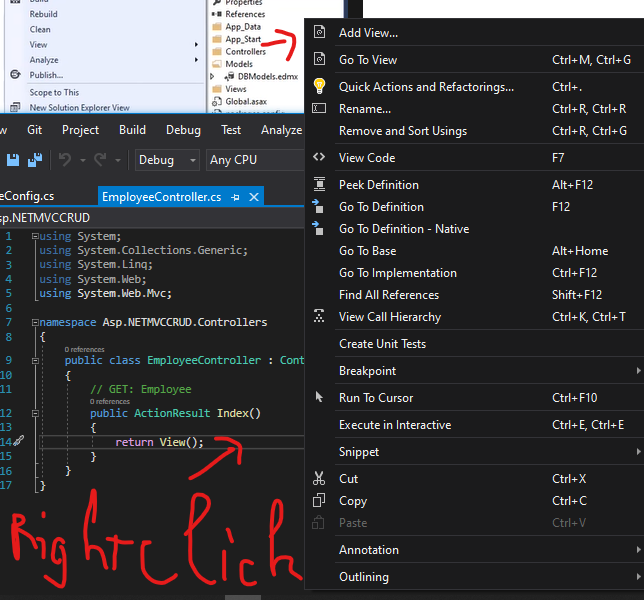 Rebuild
Clean
View
Analyze
Publish...
Scope to This
New Solution Explorer View
Properties
References
App_Data
App_Start
Controllers
Models
DBModels.edmx
Views
Global.asax
w Git Project Build Debug Test Analyze
Debug Any CPU
eConfig.cs EmployeeController.cs
sp.NETMVCCRUD
1 using System;
2 using System.Collections.Generic;
3 using System.Linq;
4 using System.Web;
5 using System.Web.Mvc;
6
7 namespace Asp.NETMVCCRUD.Controllers
8 {
0 references
9 public class EmployeeController : Cont
10 {
11 // GET: Employee
0 references
12 public ActionResult Index()
13 {
14 return View();
15 }
16 }
17 }
Right click
Add View...
Go To View Ctrl+M, Ctrl+G
Quick Actions and Refactorings... Ctrl+.
Rename... Ctrl+R, Ctrl+R
Remove and Sort Usings Ctrl+R, Ctrl+G
View Code F7
Peek Definition Alt+F12
Go To Definition F12
Go To Definition - Native
Go To Base Alt+Home
Go To Implementation Ctrl+F12
Find All References Shift+F12
View Call Hierarchy Ctrl+K, Ctrl+T
Create Unit Tests
Breakpoint
Run To Cursor Ctrl+F10
Execute in Interactive Ctrl+E, Ctrl+E
Snippet
Cut Ctrl+X
Copy Ctrl+C
Paste Ctrl+V
Annotation
Outlining